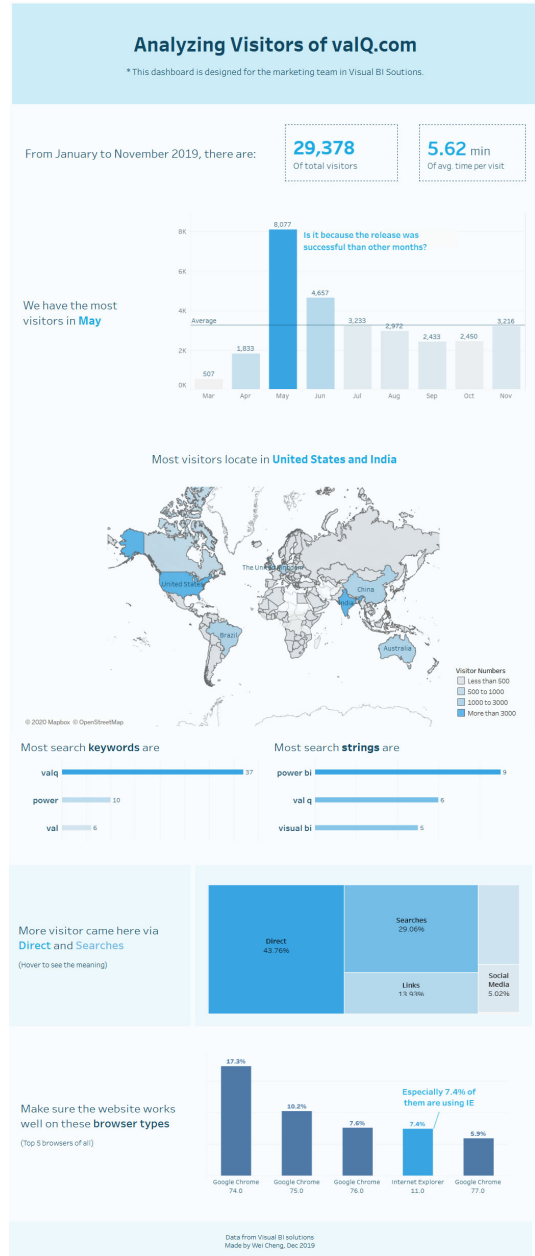 Analyzing Visitors of valQ.com
* This dashboard is designed for the marketing team in Visual BI Soutions.
From January to November 2019, there are:
29,378
Of total visitors
5.62 min
Of avg. time per visit
We have the most
visitors in May
8K
6K
4K
2K
0K
Average
Is it because the release was
successful than other months?
507
1,833
8,077
4,657
3,233
2,972
2,433
2,450
3,216
Mar
Apr
May
Jun
Jul
Aug
Sep
Oct
Nov
Most visitors locate in United States and India
United States
The United Kingdom
China
India
Brazil
Australia
Visitor Numbers
Less than 500
500 to 1000
1000 to 3000
More than 3000
© 2020 Mapbox © OpenStreetMap
Most search keywords are
valq 37
power 10
val 6
Most search strings are
power bi 9
val q 6
visual bi 5
More visitor came here via
Direct and Searches
(Hover to see the meaning)
Direct
43.76%
Searches
29.06%
Links
13.93%
Social
Media
5.02%
Make sure the website works
well on these browser types
(Top 5 browsers of all)
17.3%
10.2%
7.6%
7.4%
5.9%
Especially 7.4% of
them are using IE
Google Chrome
74.0
Google Chrome
75.0
Google Chrome
76.0
Internet Explorer
11.0
Google Chrome
77.0
Data from Visual BI solutions
Made by Wei Cheng, Dec 2019